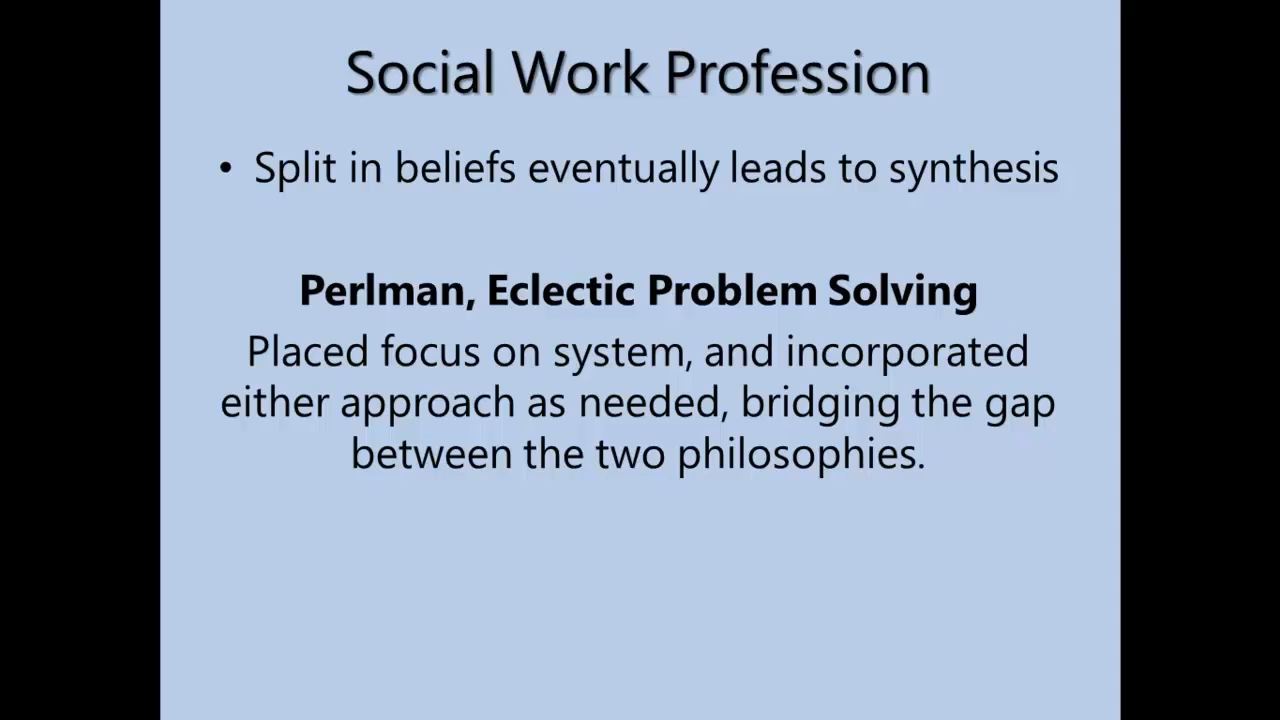 Social Work Profession
• Split in beliefs eventually leads to synthesis
Perlman, Eclectic Problem Solving
Placed focus on system, and incorporated
either approach as needed, bridging the gap
between the two philosophies.